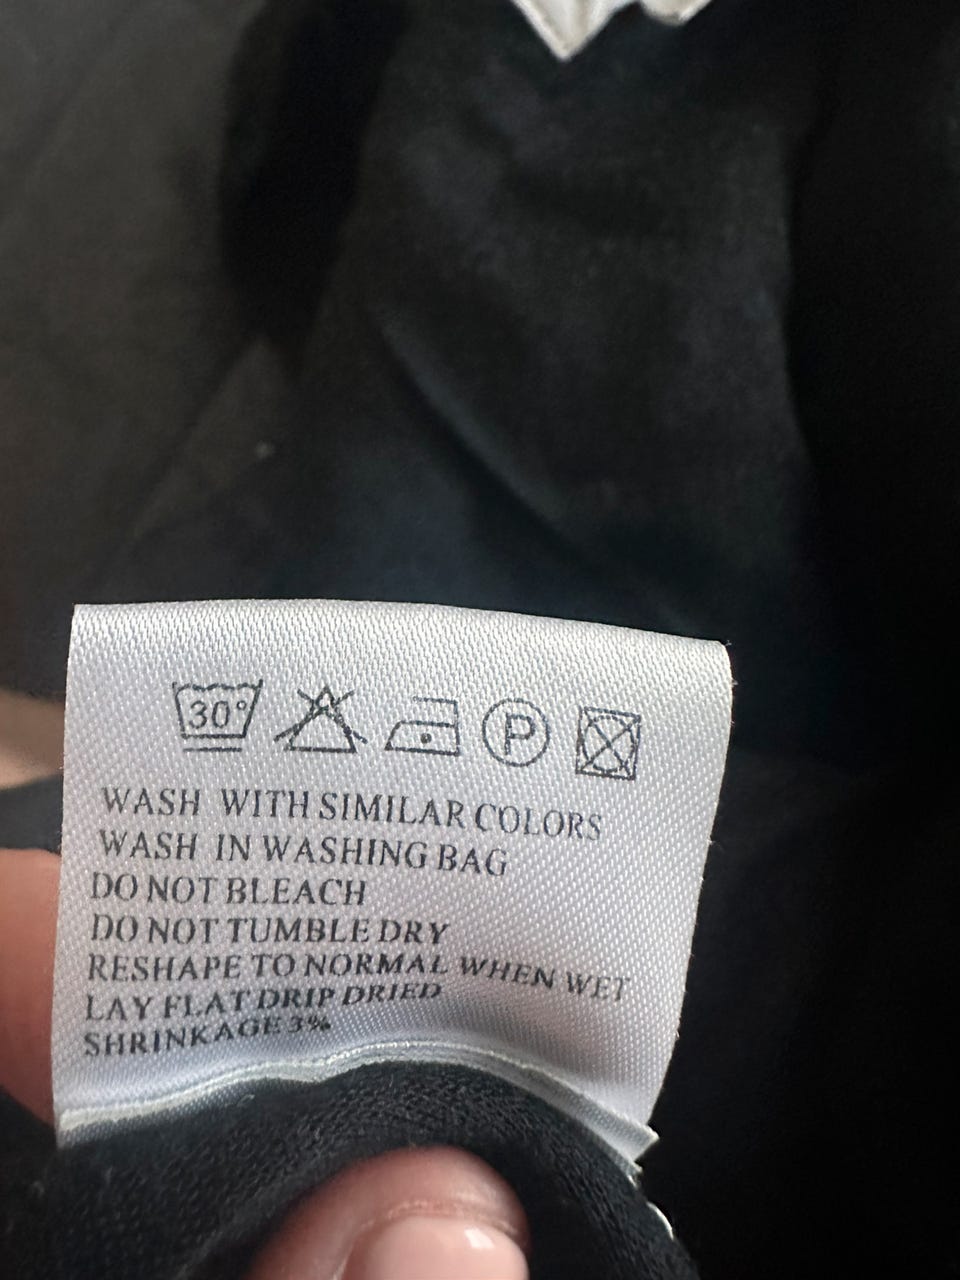 30°
P
WASH WITH SIMILAR COLORS
WASH IN WASHING BAG
DO NOT BLEACH
DO NOT TUMBLE DRY
RESHAPE TO NORMAL WHEN WET
LAY FLAT DRIP DRIED
SHRINKAGE 3%